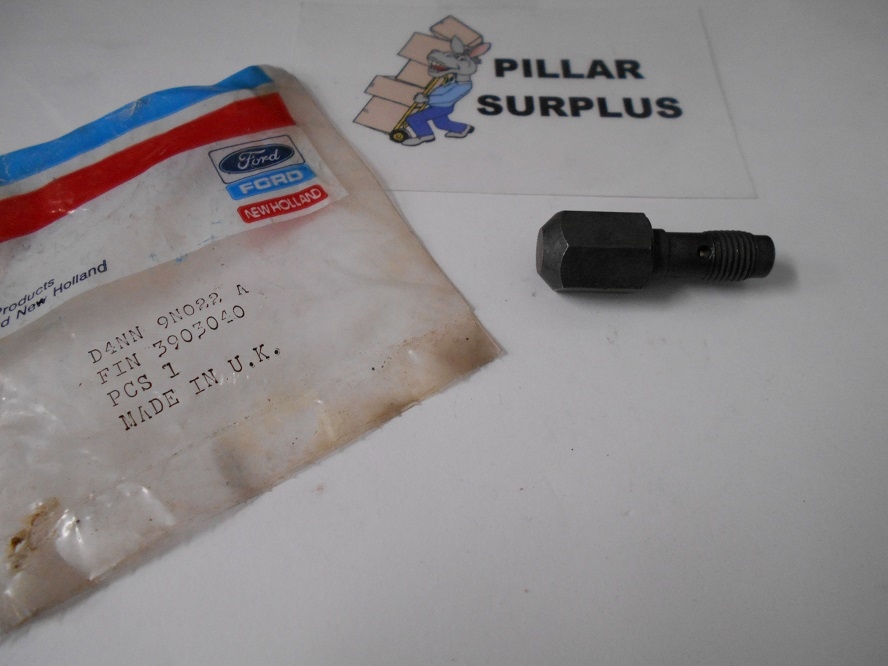 PILLAR
SURPLUS
Ford
FORD
NEW HOLLAND
Products
d New Holland
D4NN 9N022 A
FIN 3903040
PCS 1
MADE IN U.K.